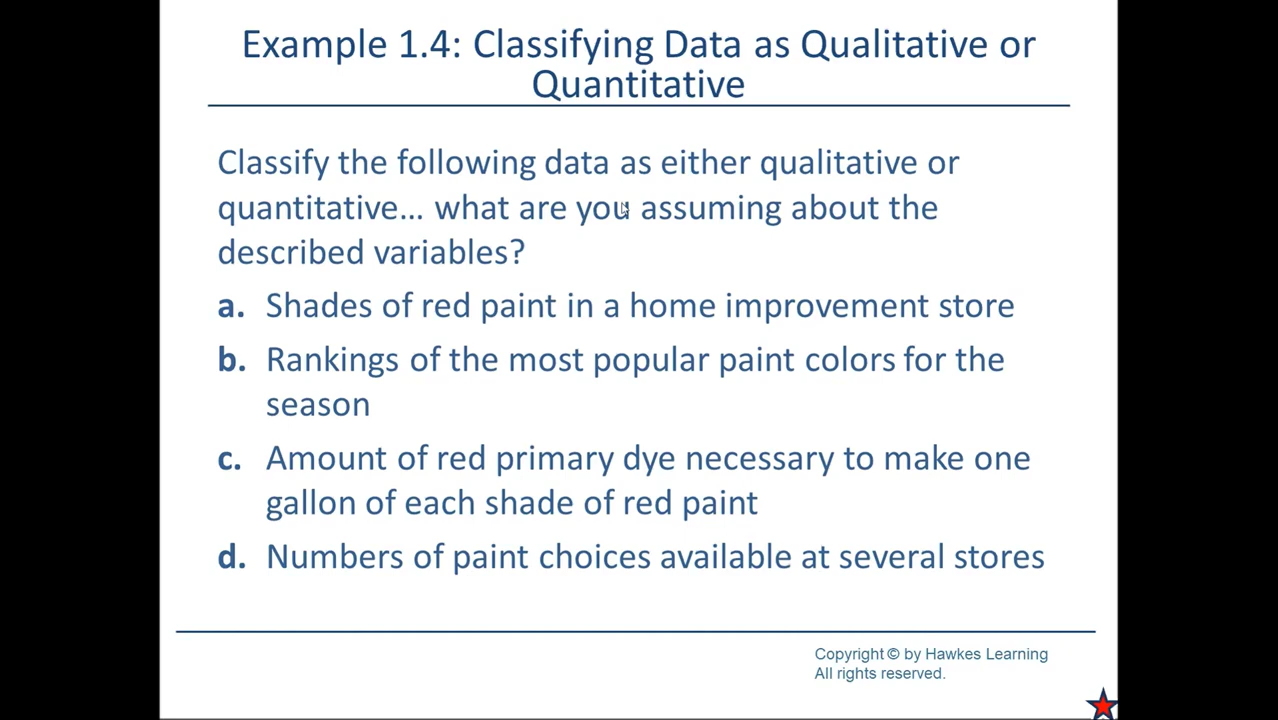 Example 1.4: Classifying Data as Qualitative or
Quantitative
Classify the following data as either qualitative or
quantitative… what are you assuming about the
described variables?
a. Shades of red paint in a home improvement store
b. Rankings of the most popular paint colors for the
season
c. Amount of red primary dye necessary to make one
gallon of each shade of red paint
d. Numbers of paint choices available at several stores
Copyright © by Hawkes Learning
All rights reserved.